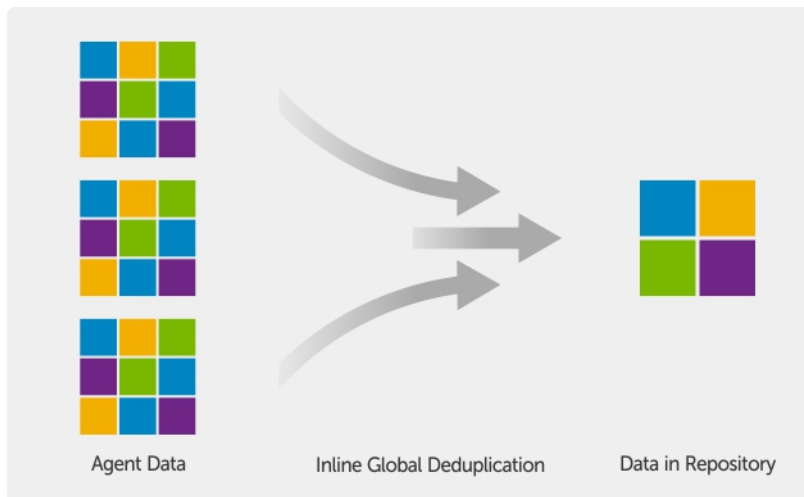 Agent Data
Inline Global Deduplication
Data in Repository